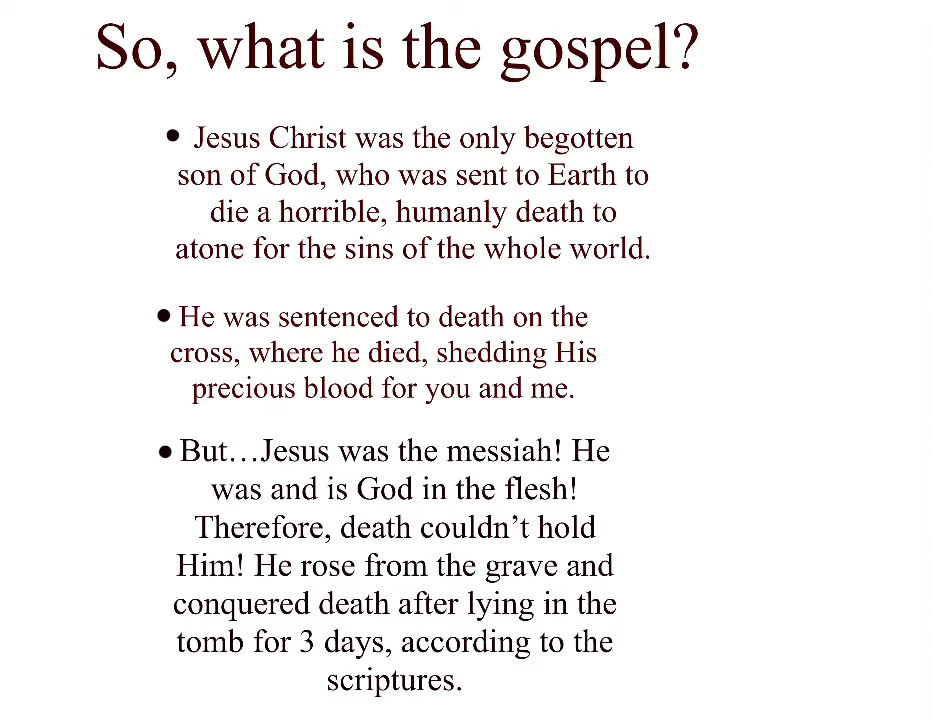 So, what is the gospel?
• Jesus Christ was the only begotten
son of God, who was sent to Earth to
die a horrible, humanly death to
atone for the sins of the whole world.
• He was sentenced to death on the
cross, where he died, shedding His
precious blood for you and me.
• But…Jesus was the messiah! He
was and is God in the flesh!
Therefore, death couldn’t hold
Him! He rose from the grave and
conquered death after lying in the
tomb for 3 days, according to the
scriptures.